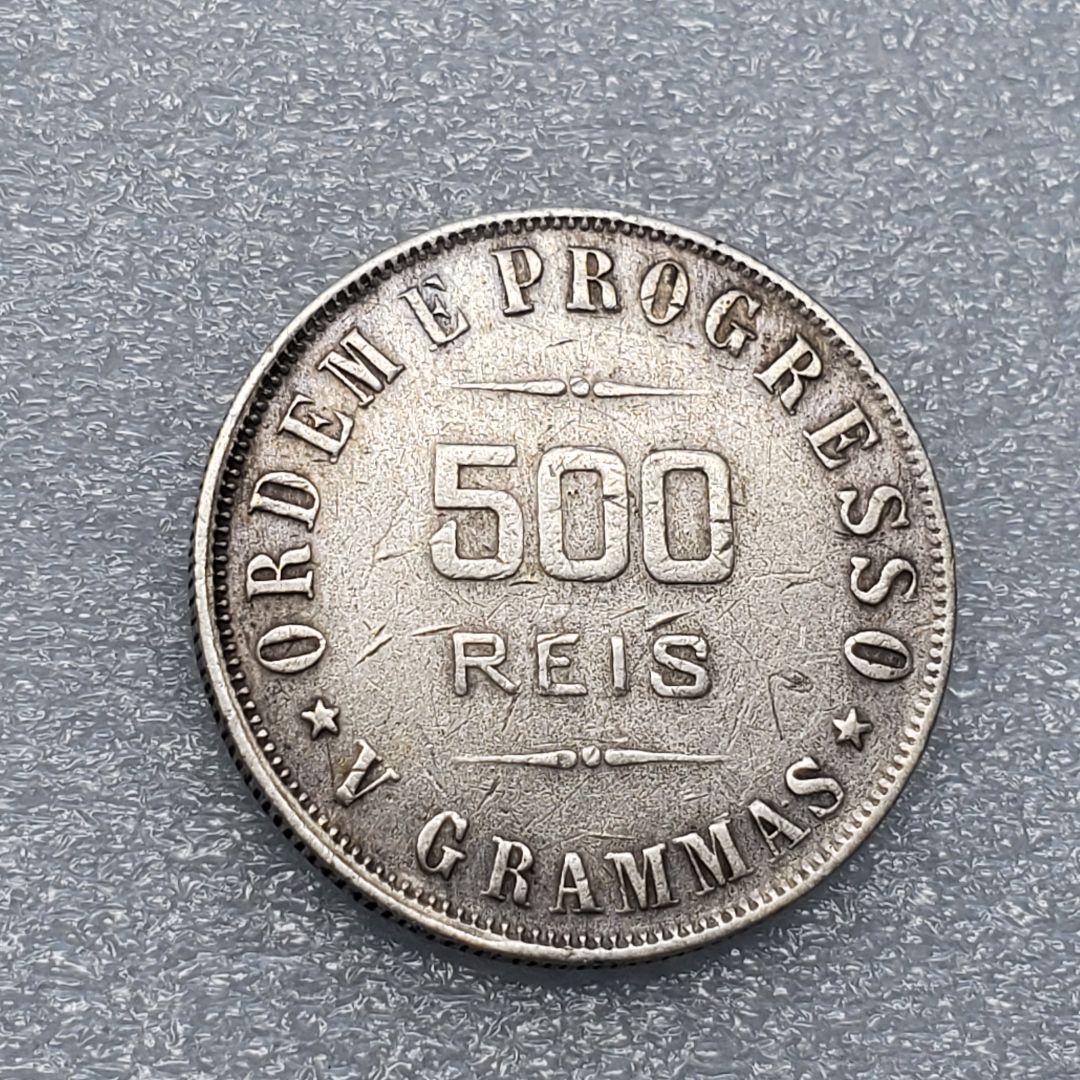 ORDEM E PROGRESSO
500
REIS
V GRAMMAS